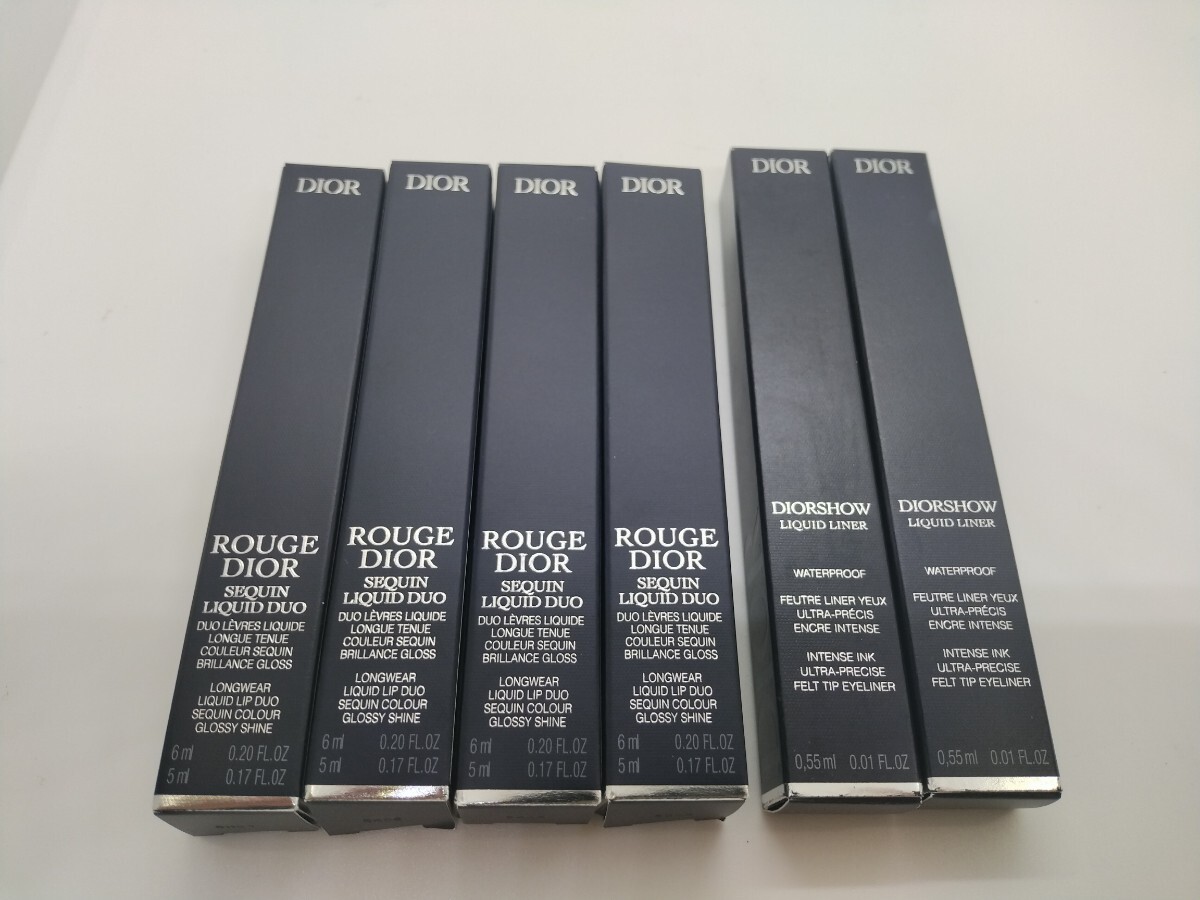 DIOR
ROUGE
DIOR
SEQUIN
LIQUID DUO
DUO LÈVRES LIQUIDE
LONGUE TENUE
COULEUR SEQUIN
BRILLANCE GLOSS
LONGWEAR
LIQUID LIP DUO
SEQUIN COLOUR
GLOSSY SHINE
6 ml 0.20 FL.OZ
5 ml 0.17 FL.OZ
DIOR
ROUGE
DIOR
SEQUIN
LIQUID DUO
DUO LÈVRES LIQUIDE
LONGUE TENUE
COULEUR SEQUIN
BRILLANCE GLOSS
LONGWEAR
LIQUID LIP DUO
SEQUIN COLOUR
GLOSSY SHINE
6 ml 0.20 FL.OZ
5 ml 0.17 FL.OZ
DIOR
ROUGE
DIOR
SEQUIN
LIQUID DUO
DUO LÈVRES LIQUIDE
LONGUE TENUE
COULEUR SEQUIN
BRILLANCE GLOSS
LONGWEAR
LIQUID LIP DUO
SEQUIN COLOUR
GLOSSY SHINE
6 ml 0.20 FL.OZ
5 ml 0.17 FL.OZ
DIOR
ROUGE
DIOR
SEQUIN
LIQUID DUO
DUO LÈVRES LIQUIDE
LONGUE TENUE
COULEUR SEQUIN
BRILLANCE GLOSS
LONGWEAR
LIQUID LIP DUO
SEQUIN COLOUR
GLOSSY SHINE
6 ml 0.20 FL.OZ
5 ml 0.17 FL.OZ
DIOR
DIORSHOW
LIQUID LINER
WATERPROOF
FEUTRE LINER YEUX
ULTRA-PRÉCIS
ENCRE INTENSE
INTENSE INK
ULTRA-PRECISE
FELT TIP EYELINER
0,55 ml 0.01 FL.OZ
DIOR
DIORSHOW
LIQUID LINER
WATERPROOF
FEUTRE LINER YEUX
ULTRA-PRÉCIS
ENCRE INTENSE
INTENSE INK
ULTRA-PRECISE
FELT TIP EYELINER
0,55 ml 0.01 FL.OZ